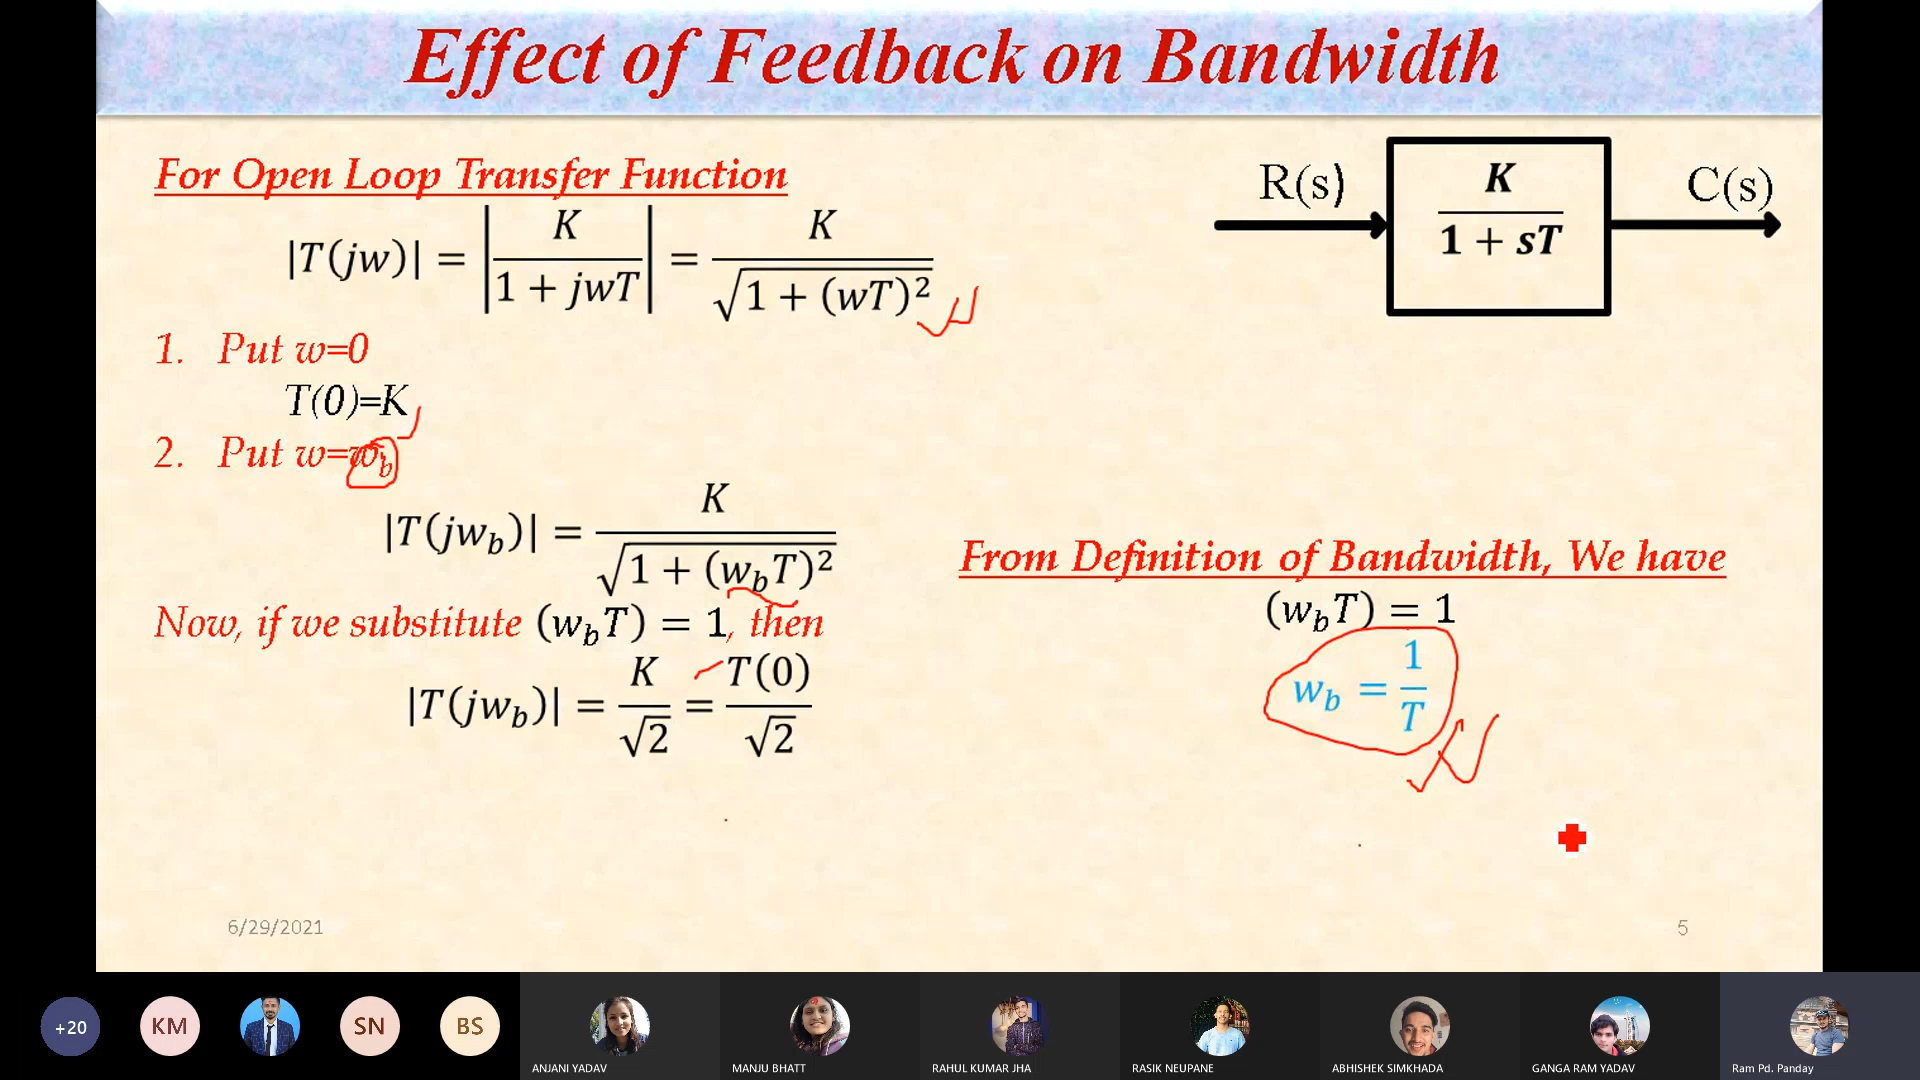 Effect of Feedback on Bandwidth
For Open Loop Transfer Function
|T(jw)| = |K / (1 + jwT)| = K / √(1 + (wT)²)
R(s)
K / (1 + sT)
C(s)
1. Put w=0
T(0)=K
2. Put w=w_b
|T(jw_b)| = K / √(1 + (w_bT)²)
Now, if we substitute (w_bT) = 1, then
|T(jw_b)| = K / √2 = T(0) / √2
From Definition of Bandwidth, We have
(w_bT) = 1
w_b = 1 / T
6/29/2021
5
+20
KM
SN
BS
ANJANI YADAV
MANJU BHATT
RAHUL KUMAR JHA
RASIK NEUPANE
ABHISHEK SIMKHADA
GANGA RAM YADAV
Ram Pd. Panday